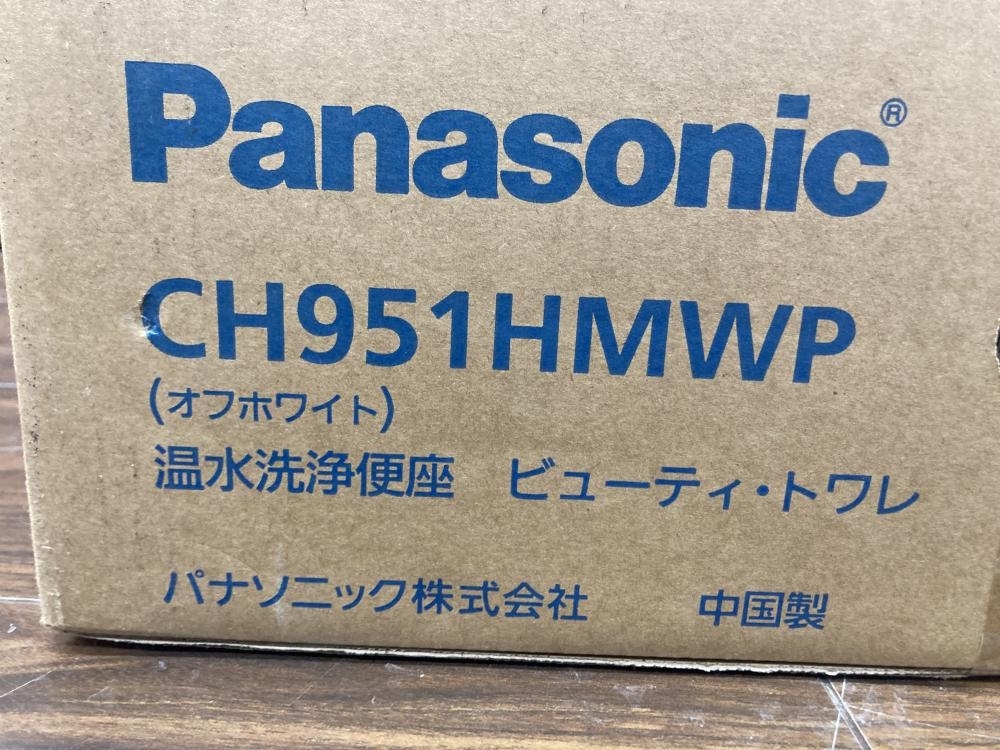 Panasonic®
CH951HMWP
(オフホワイト)
温水洗浄便座 ビューティ・トワレ
パナソニック株式会社 中国製